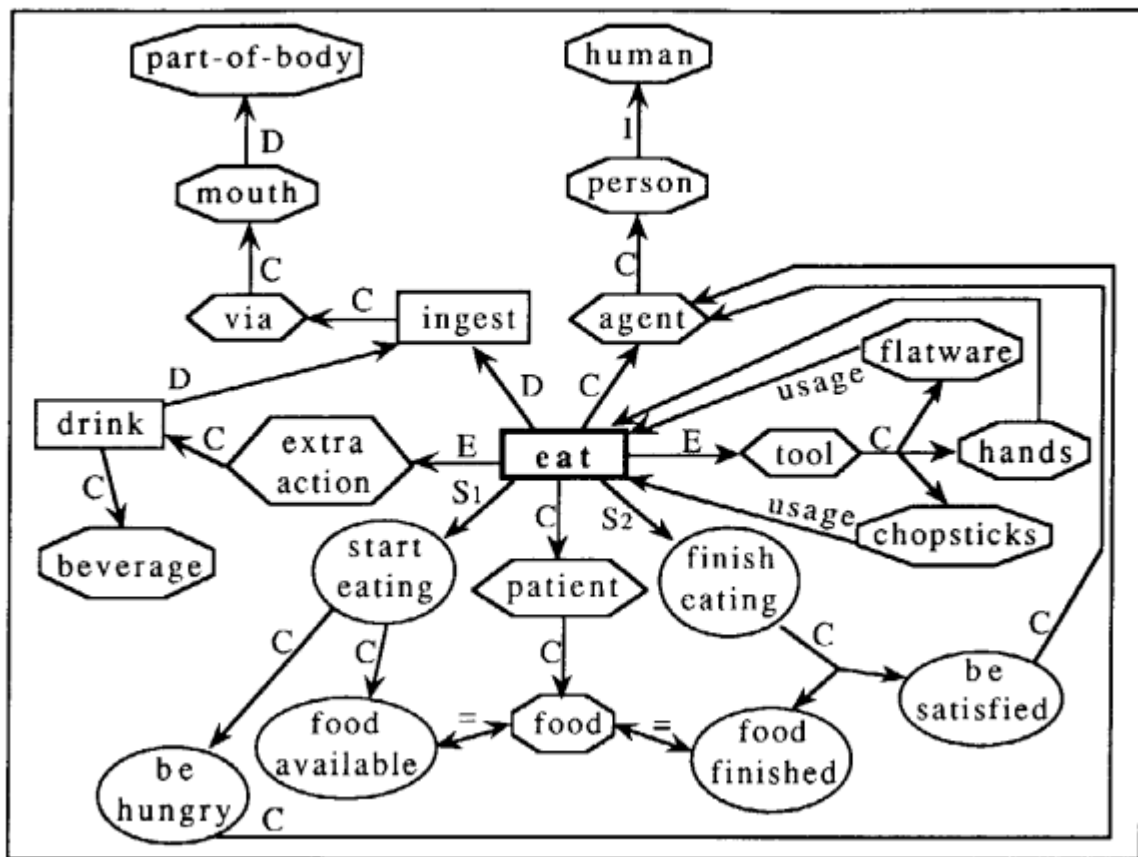 part-of-body
human
D
I
mouth
person
C
C
via
C
ingest
agent
flatware
D
D
C
usage
drink
C
extra
action
E
eat
E
tool
C
hands
C
S1
C
S2
usage
chopsticks
beverage
start
eating
patient
finish
eating
C
C
C
C
C
be
satisfied
food
available
=
food
=
food
finished
be
hungry
C